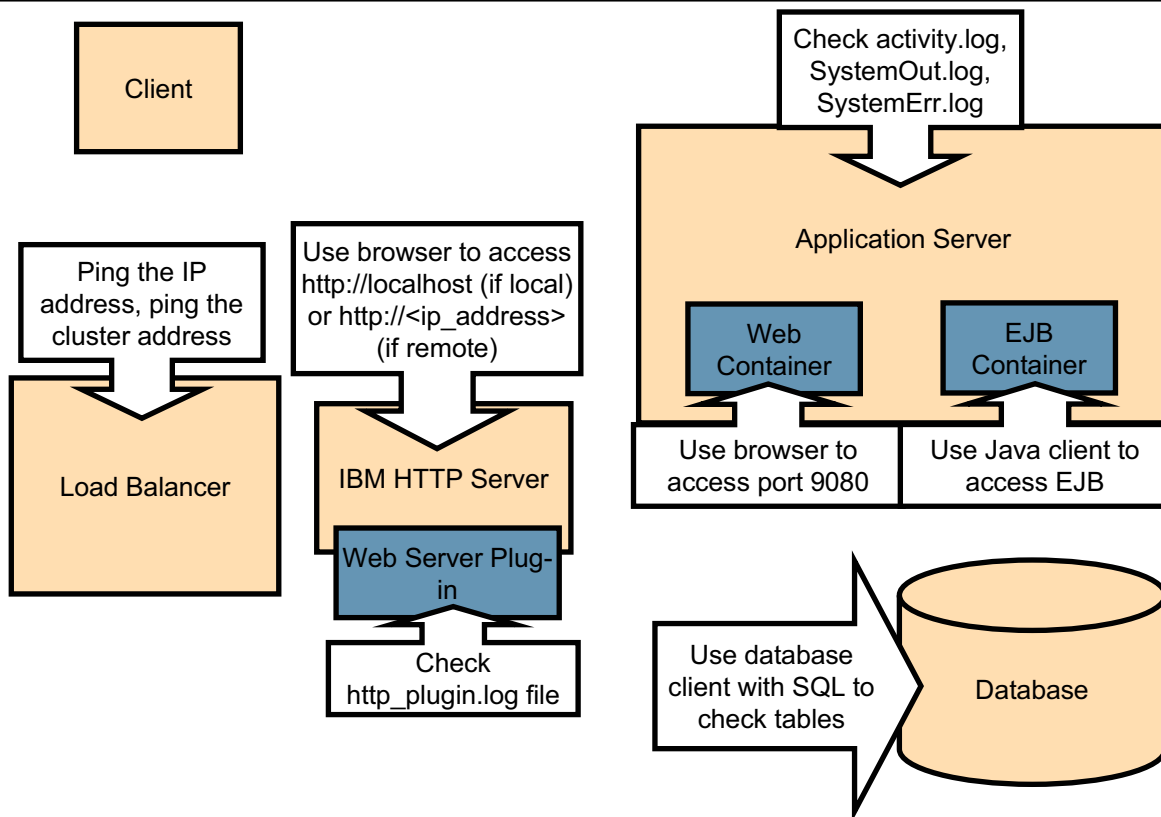 Client
Check activity.log,
SystemOut.log,
SystemErr.log
Application Server
Ping the IP
address, ping the
cluster address
Use browser to access
http://localhost (if local)
or http://<ip_address>
(if remote)
Web
Container
EJB
Container
Load Balancer
IBM HTTP Server
Use browser to
access port 9080
Use Java client to
access EJB
Web Server Plug-
in
Check
http_plugin.log file
Use database
client with SQL to
check tables
Database